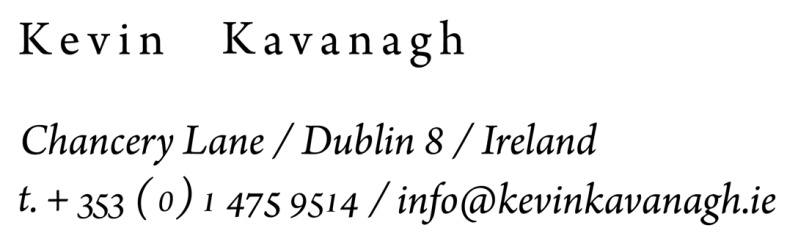 Kevin Kavanagh
Chancery Lane / Dublin 8 / Ireland
t. + 353 (0) 1 475 9514 / info@kevinkavanagh.ie